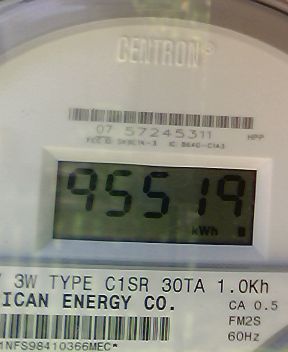 CENTRON®
07 57245311
HPP
95519
kWh
3W TYPE C1SR 30TA 1.0Kh
ICAN ENERGY CO.
CA 0.5
FM2S
60Hz
1NFS98410366MEC*